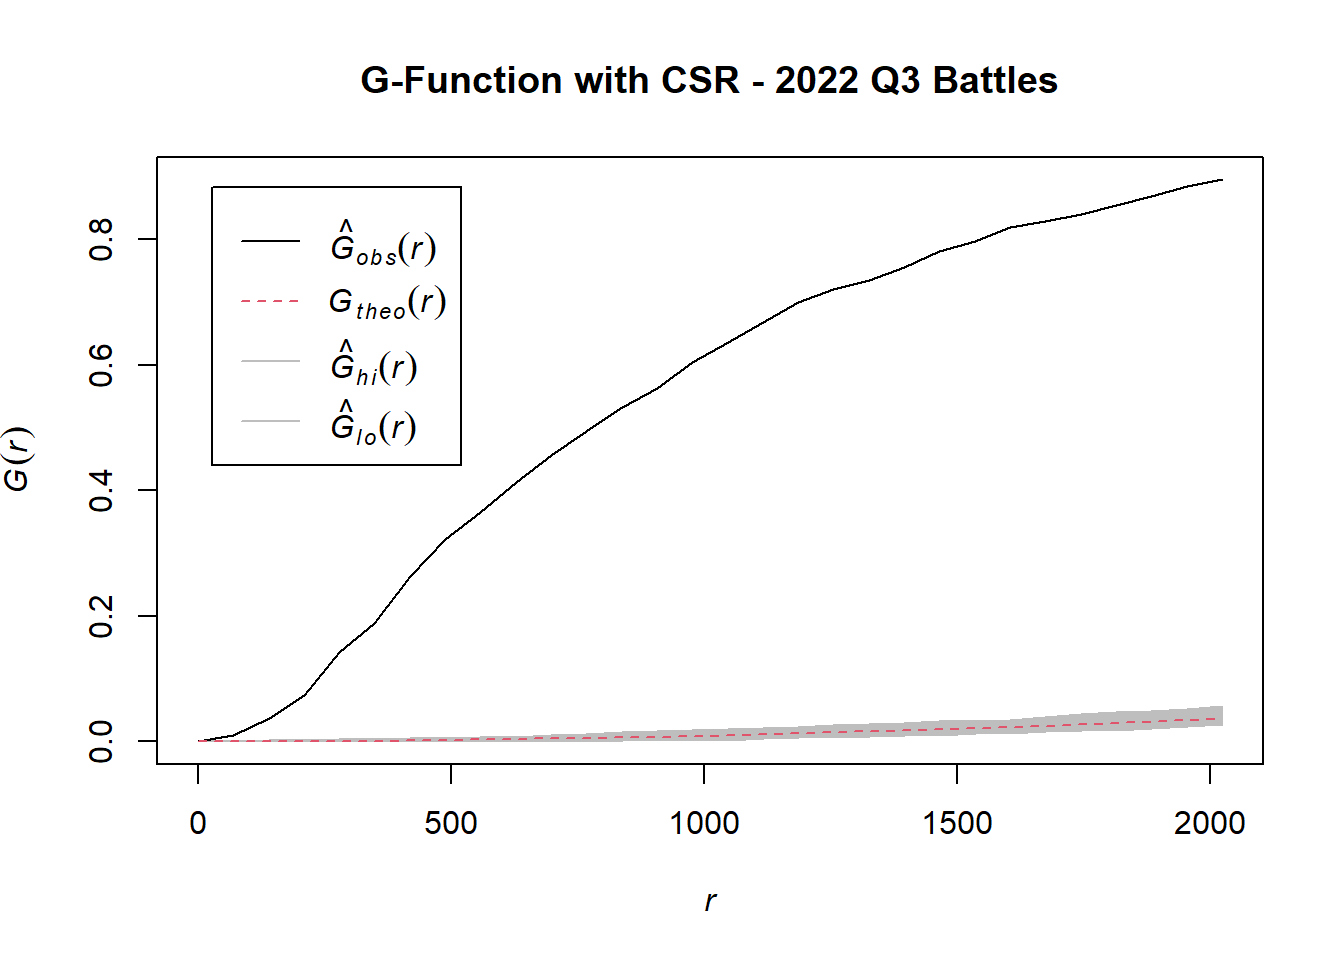 G-Function with CSR - 2022 Q3 Battles
Ĝobs(r)
Gtheo(r)
Ĝhi(r)
Ĝlo(r)
G(r)
0.8
0.6
0.4
0.2
0.0
0 500 1000 1500 2000
r